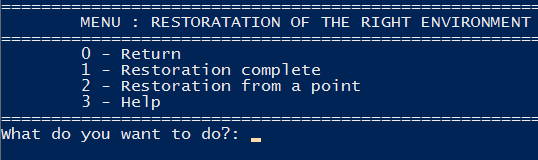 ======================================================
MENU : RESTORATATION OF THE RIGHT ENVIRONMENT
======================================================
0 - Return
1 - Restoration complete
2 - Restoration from a point
3 - Help
======================================================
What do you want to do?: _